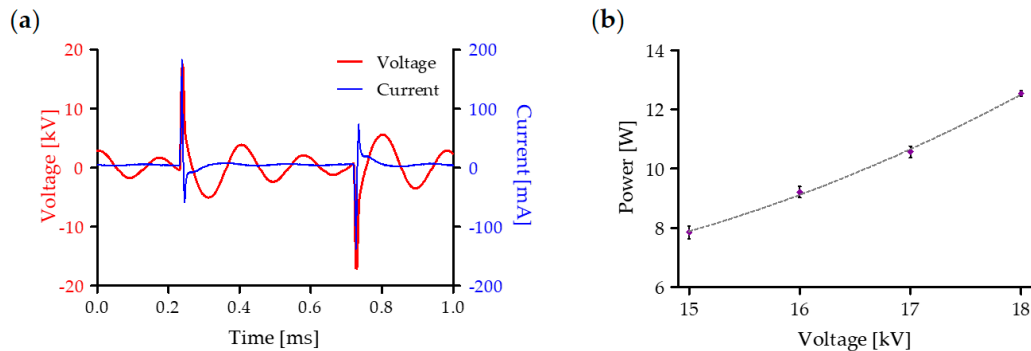 (a)
Voltage [kV]
20
10
0
-10
-20
0.0 0.2 0.4 0.6 0.8 1.0
Time [ms]
Voltage
Current
200
100
0
-100
-200
Current [mA]
(b)
Power [W]
14
12
10
8
6
15 16 17 18
Voltage [kV]